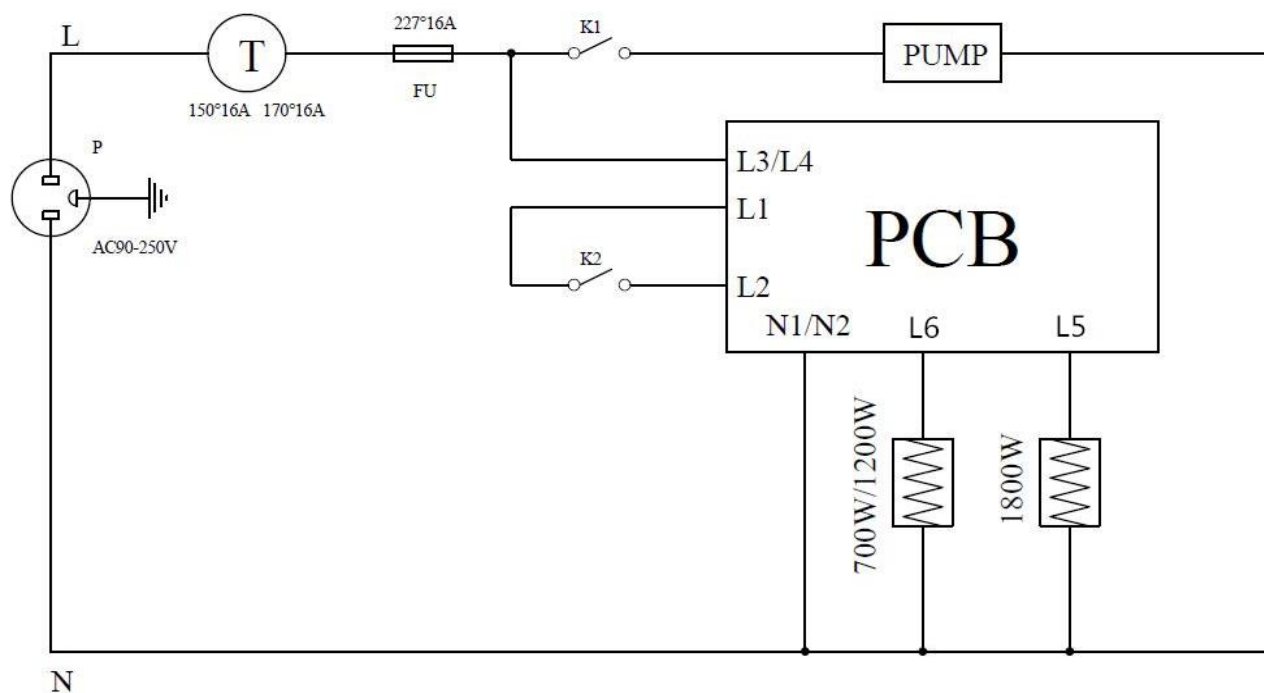 L
T
150°16A 170°16A
227°16A
FU
K1
PUMP
P
AC90-250V
L3/L4
L1
K2
L2
PCB
N1/N2
L6
L5
700W/1200W
1800W
N